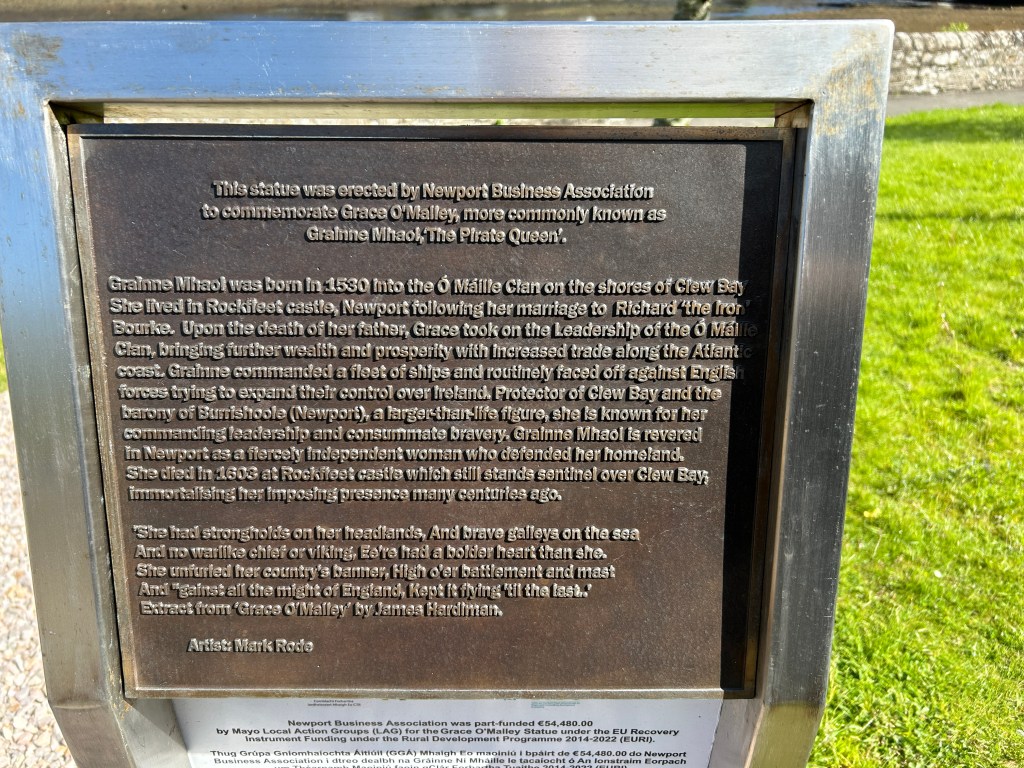 This statue was erected by Newport Business Association
to commemorate Grace O'Malley, more commonly known as
Grainne Mhaol,'The Pirate Queen'.
Grainne Mhaol was born in 1530 into the Ó Máille Clan on the shores of Clew Bay
She lived in Rockfleet castle, Newport following her marriage to Richard 'the Iron'
Bourke. Upon the death of her father, Grace took on the Leadership of the Ó Máille
Clan, bringing further wealth and prosperity with increased trade along the Atlantic
coast. Grainne commanded a fleet of ships and routinely faced off against English
forces trying to expand their control over Ireland. Protector of Clew Bay and the
barony of Burrishoole (Newport), a larger-than-life figure, she is known for her
commanding leadership and consummate bravery. Grainne Mhaol is revered
in Newport as a fiercely independent woman who defended her homeland.
She died in 1603 at Rockfleet castle which still stands sentinel over Clew Bay;
immortalising her imposing presence many centuries ago.
'She had strongholds on her headlands, And brave galleys on the sea
And no warlike chief or viking, Ee're had a bolder heart than she.
She unfurled her country's banner, High o'er battlement and mast
And "gainst all the might of England, Kept it flying 'til the last..'
Extract from 'Grace O'Malley' by James Hardiman.
Artist: Mark Rode
Newport Business Association was part-funded €54,480.00
by Mayo Local Action Groups (LAG) for the Grace O'Malley Statue under the EU Recovery
Instrument Funding under the Rural Development Programme 2014-2022 (EURI).
Thug Grúpa Gníomhaíochta Áitiúil (GGÁ) Mhaigh Eo maoiniú i bpáirt de €54,480.00 do Newport
Business Association i dtreo dealbh na Gráinne Ní Mháille le tacaíocht ó An Ionstraim Eorpach